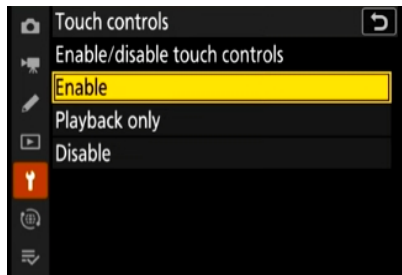 Touch controls
Enable/disable touch controls
Enable
Playback only
Disable